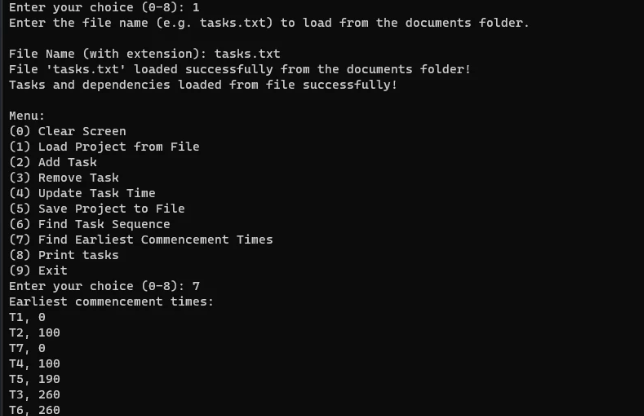 Enter your choice (0-8): 1
Enter the file name (e.g. tasks.txt) to load from the documents folder.
File Name (with extension): tasks.txt
File 'tasks.txt' loaded successfully from the documents folder!
Tasks and dependencies loaded from file successfully!
Menu:
(0) Clear Screen
(1) Load Project from File
(2) Add Task
(3) Remove Task
(4) Update Task Time
(5) Save Project to File
(6) Find Task Sequence
(7) Find Earliest Commencement Times
(8) Print tasks
(9) Exit
Enter your choice (0-8): 7
Earliest commencement times:
T1, 0
T2, 100
T7, 0
T4, 100
T5, 190
T3, 260
T6, 260